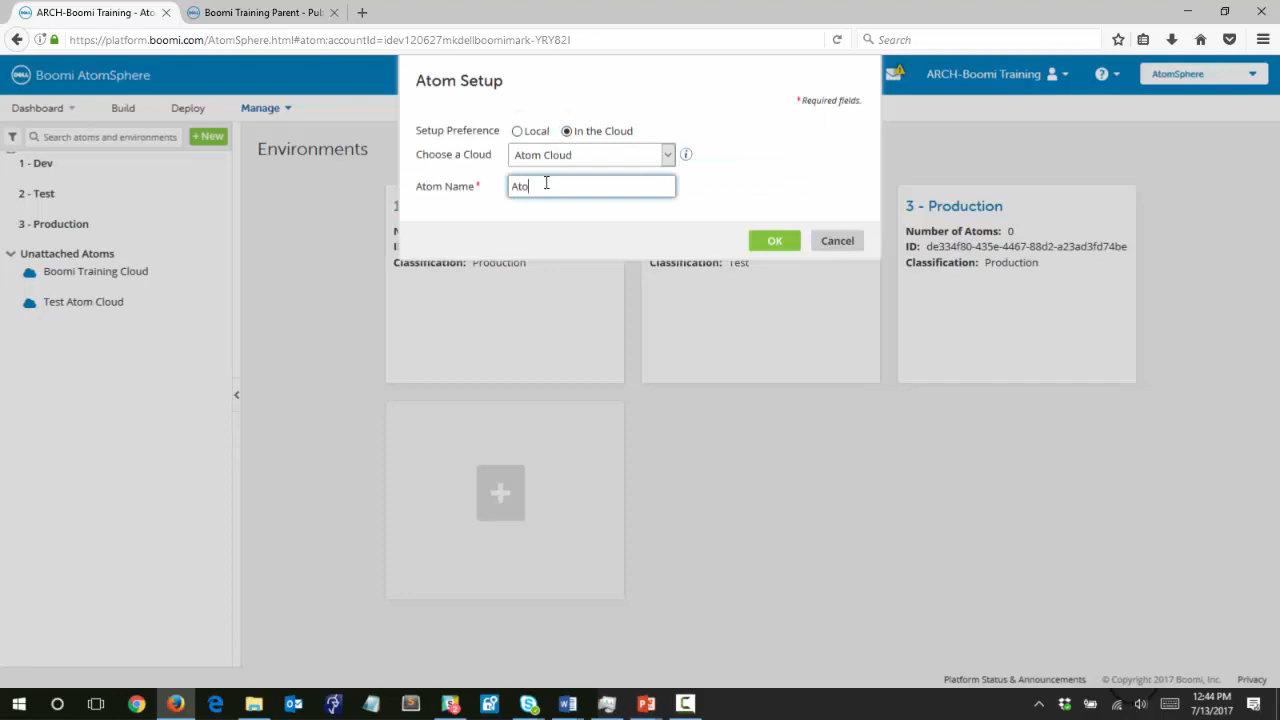 ARCH-Boomi Training - Ato
Boomi Training Parent - Pub
https://platform.boomi.com/AtomSphere.html#atom;accountId=idev120627mkdellboomimark-YRY82I
Search
DELL Boomi AtomSphere
ARCH-Boomi Training
AtomSphere
Dashboard Build Deploy Manage
Search atoms and environments
+ New
1 - Dev
2 - Test
3 - Production
Unattached Atoms
Boomi Training Cloud
Test Atom Cloud
Environments
Atom Setup
* Required fields.
Setup Preference Local In the Cloud
Choose a Cloud Atom Cloud
Atom Name * Ato
OK Cancel
1
N
I
Classification: Production
Classification: Test
3 - Production
Number of Atoms: 0
ID: de334f80-435e-4467-88d2-a23ad3fd74be
Classification: Production
Platform Status & Announcements © Copyright 2017 Boomi, Inc. Privacy
12:44 PM
7/13/2017